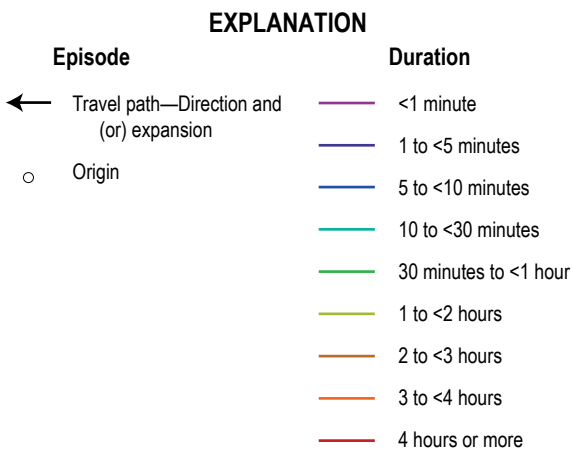 EXPLANATION
Episode
Travel path—Direction and
(or) expansion
Origin
Duration
<1 minute
1 to <5 minutes
5 to <10 minutes
10 to <30 minutes
30 minutes to <1 hour
1 to <2 hours
2 to <3 hours
3 to <4 hours
4 hours or more